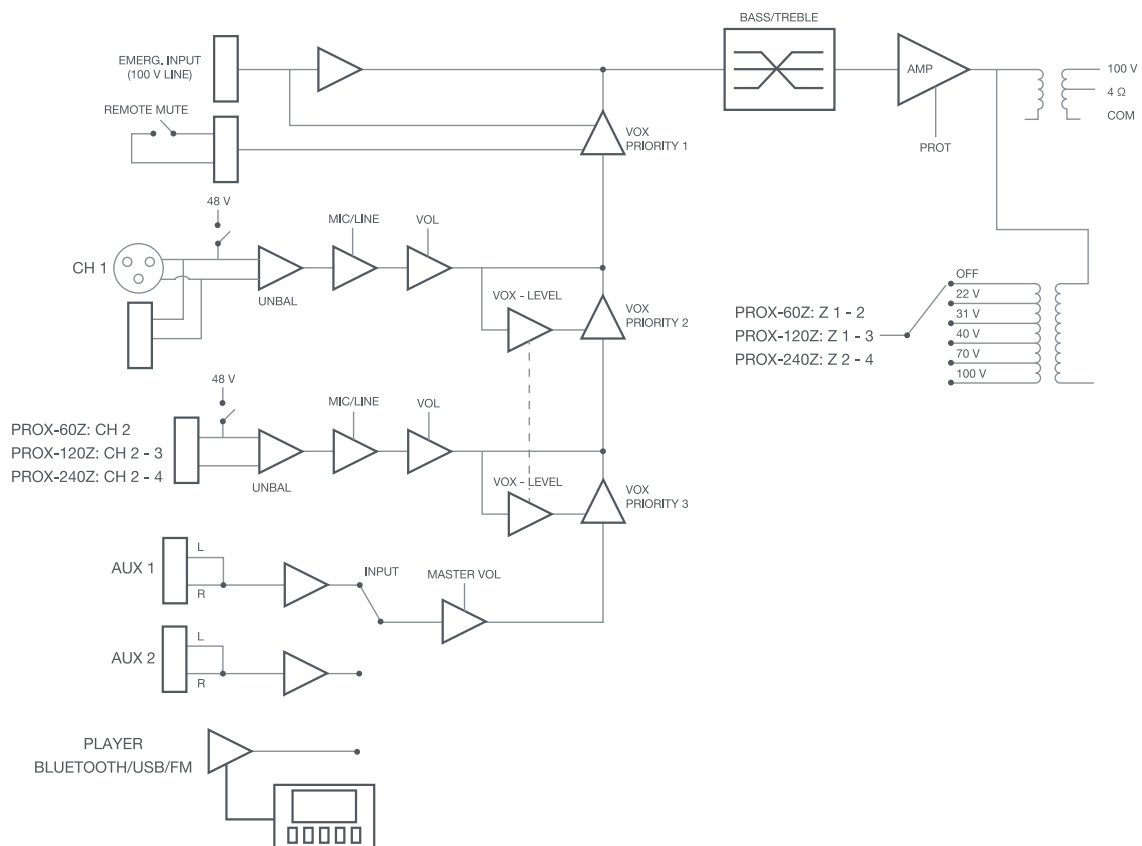 BASS/TREBLE
EMERG. INPUT
(100 V LINE)
AMP
100 V
4 Ω
COM
REMOTE MUTE
VOX
PRIORITY 1
PROT
48 V
MIC/LINE
VOL
CH 1
UNBAL
VOX - LEVEL
VOX
PRIORITY 2
OFF
22 V
31 V
40 V
70 V
100 V
PROX-60Z: Z 1 - 2
PROX-120Z: Z 1 - 3
PROX-240Z: Z 2 - 4
48 V
MIC/LINE
VOL
PROX-60Z: CH 2
PROX-120Z: CH 2 - 3
PROX-240Z: CH 2 - 4
UNBAL
VOX - LEVEL
VOX
PRIORITY 3
AUX 1
L
R
INPUT
MASTER VOL
AUX 2
L
R
PLAYER
BLUETOOTH/USB/FM